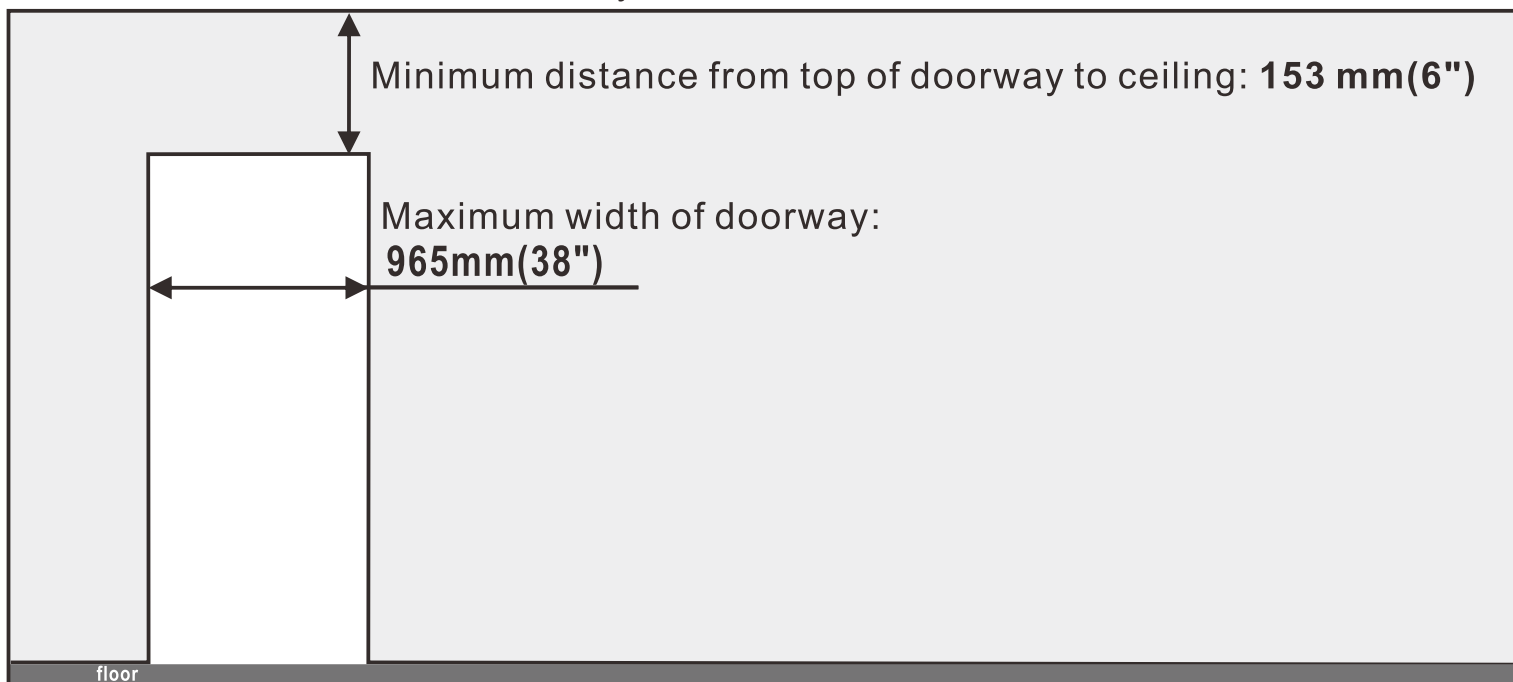 Minimum distance from top of doorway to ceiling: 153 mm(6")
Maximum width of doorway:
965mm(38")
floor